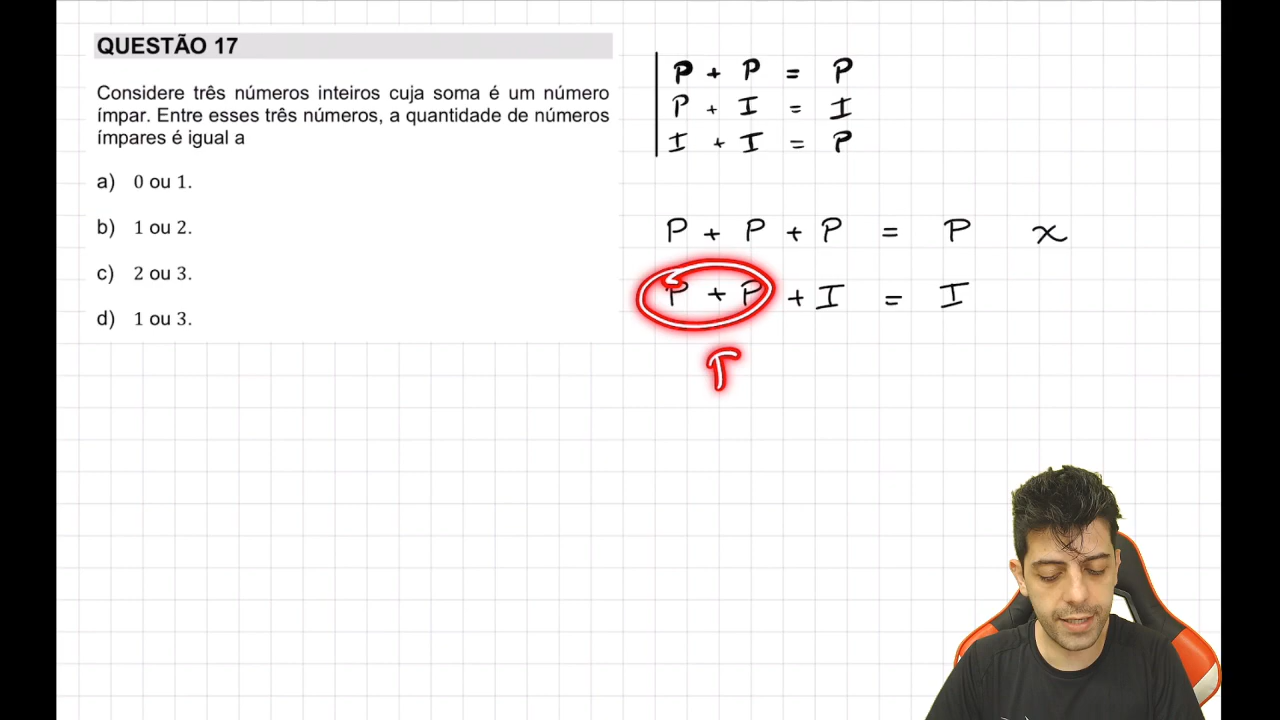 QUESTÃO 17
Considere três números inteiros cuja soma é um número
ímpar. Entre esses três números, a quantidade de números
ímpares é igual a
a) 0 ou 1.
b) 1 ou 2.
c) 2 ou 3.
d) 1 ou 3.
P + P = P
P + I = I
I + I = P
P + P + P = P x
P + P + I = I